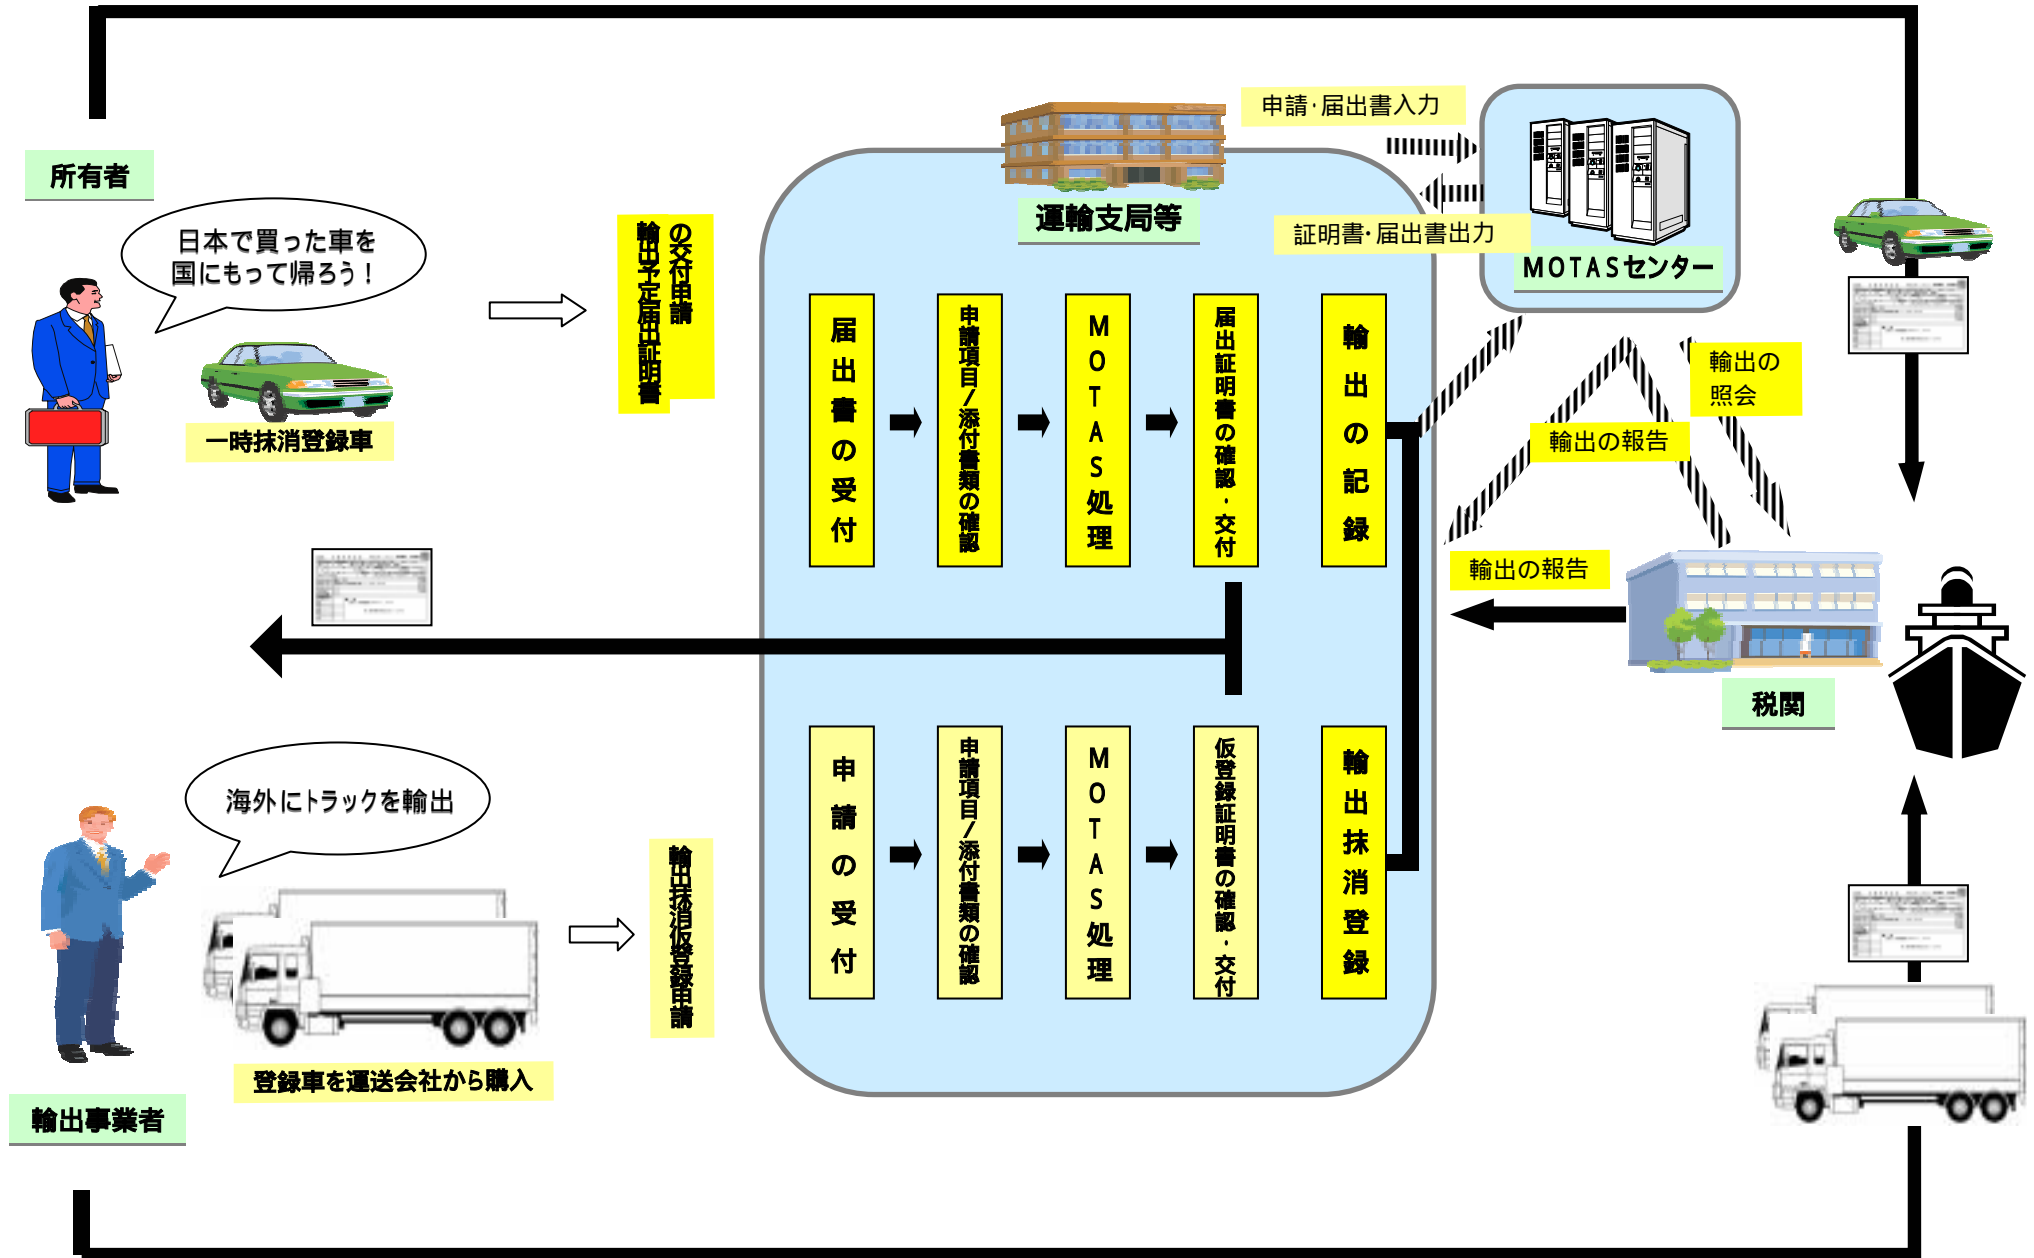 所有者
日本で買った車を
国にもって帰ろう！
一時抹消登録車
輸出予定届出証明書
の交付申請
運輸支局等
申請・届出書入力
証明書・届出書出力
MOTASセンター
届出書の受付
申請項目/添付書類の確認
MOTAS処理
届出証明書の確認・交付
輸出の記録
輸出の
照会
輸出の報告
輸出の報告
税関
海外にトラックを輸出
輸出抹消仮登録申請
登録車を運送会社から購入
輸出事業者
申請の受付
申請項目/添付書類の確認
MOTAS処理
仮登録証明書の確認・交付
輸出抹消登録